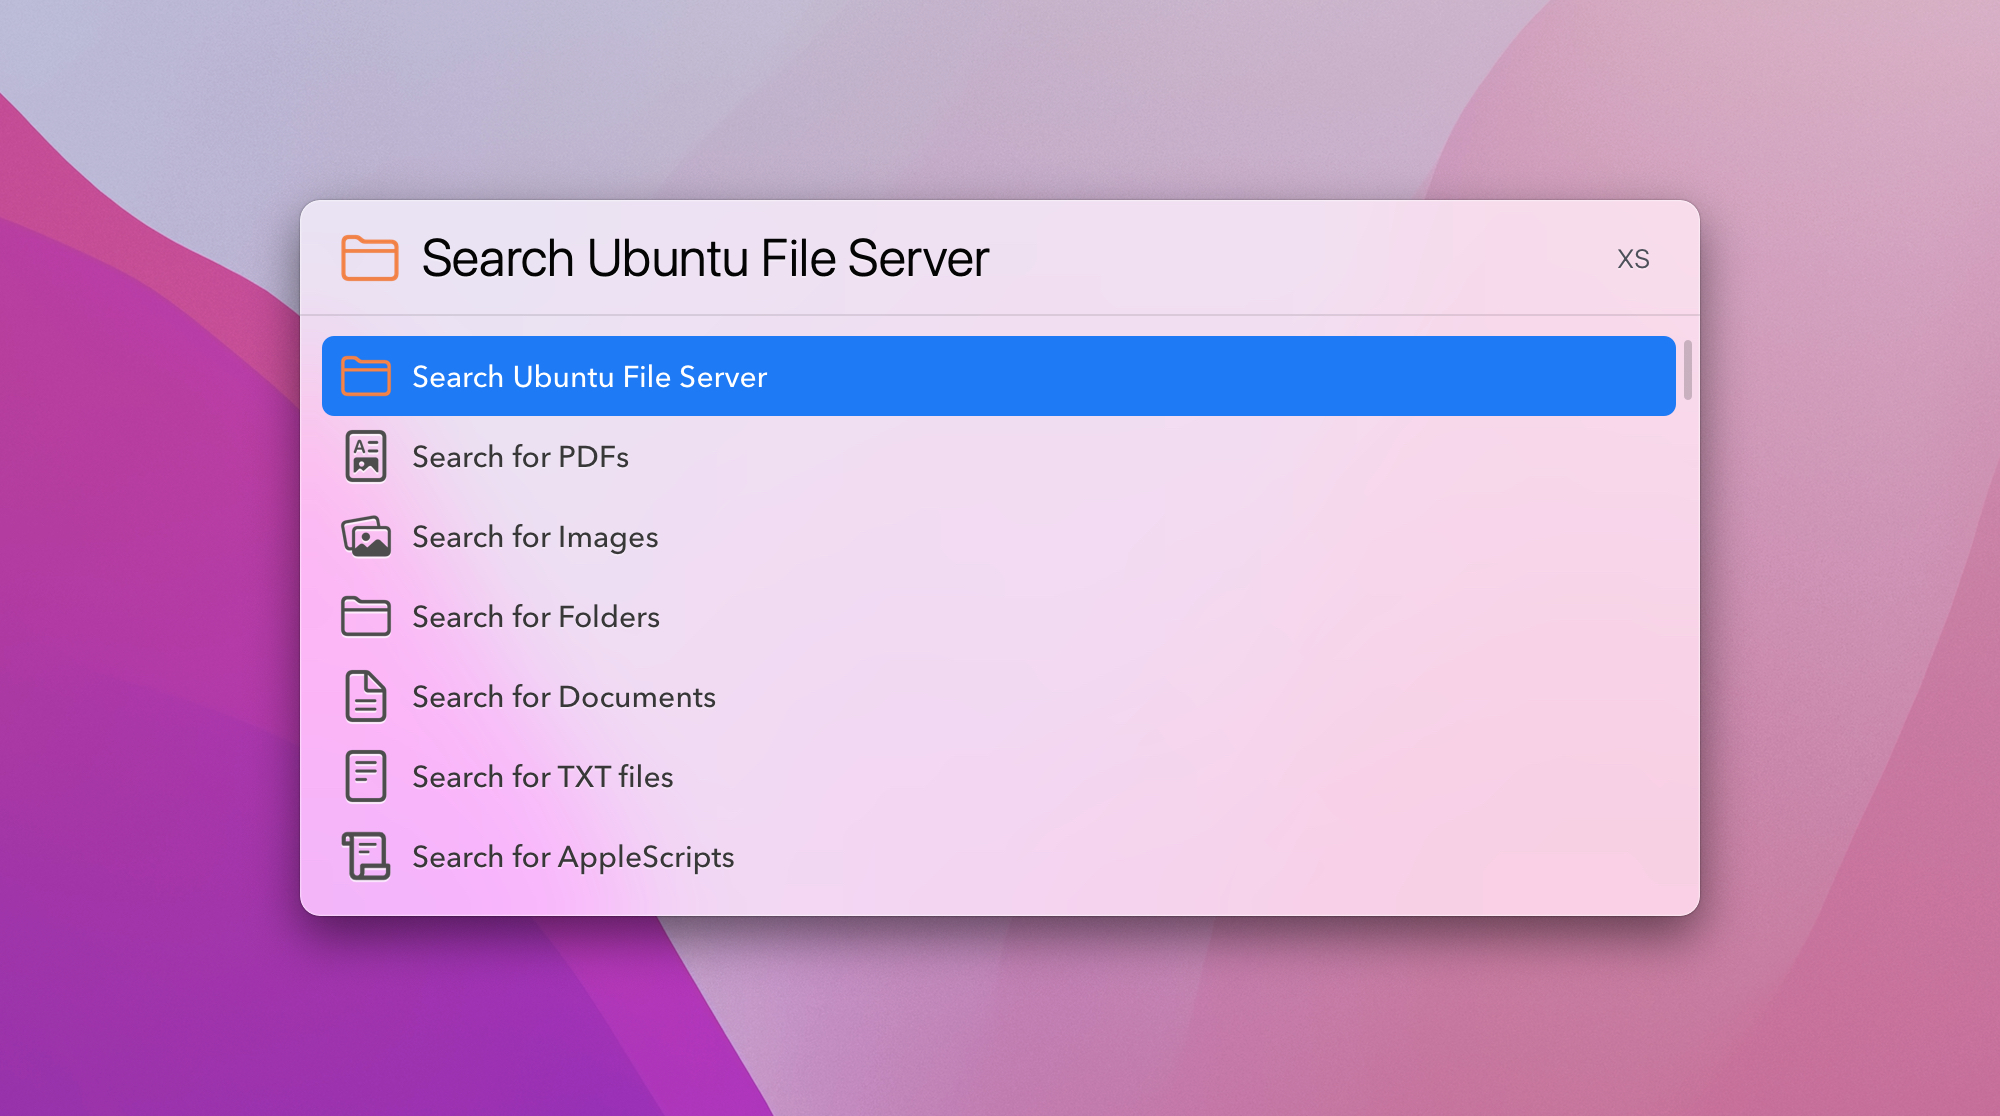 Search Ubuntu File Server
XS
Search Ubuntu File Server
Search for PDFs
Search for Images
Search for Folders
Search for Documents
Search for TXT files
Search for AppleScripts